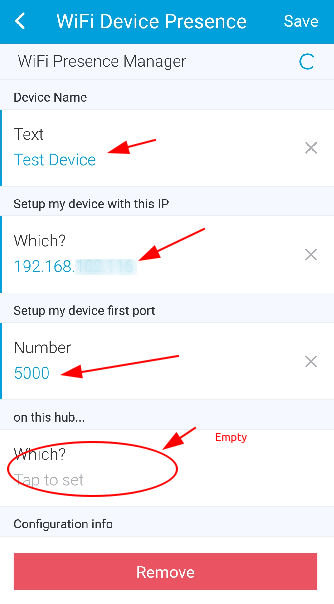 WiFi Device Presence Save
WiFi Presence Manager
Device Name
Text
Test Device
Setup my device with this IP
Which?
192.168.
Setup my device first port
Number
5000
on this hub...
Empty
Which?
Tap to set
Configuration info
Remove